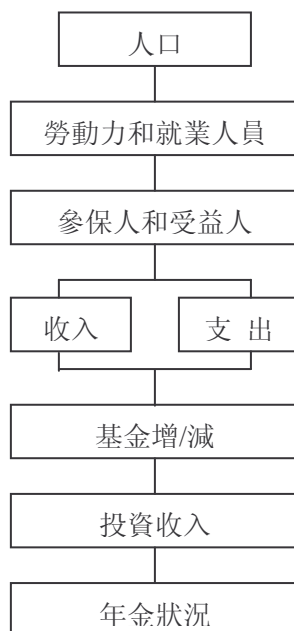 人口
勞動力和就業人員
參保人和受益人
收入
支 出
基金增/減
投資收入
年金狀況